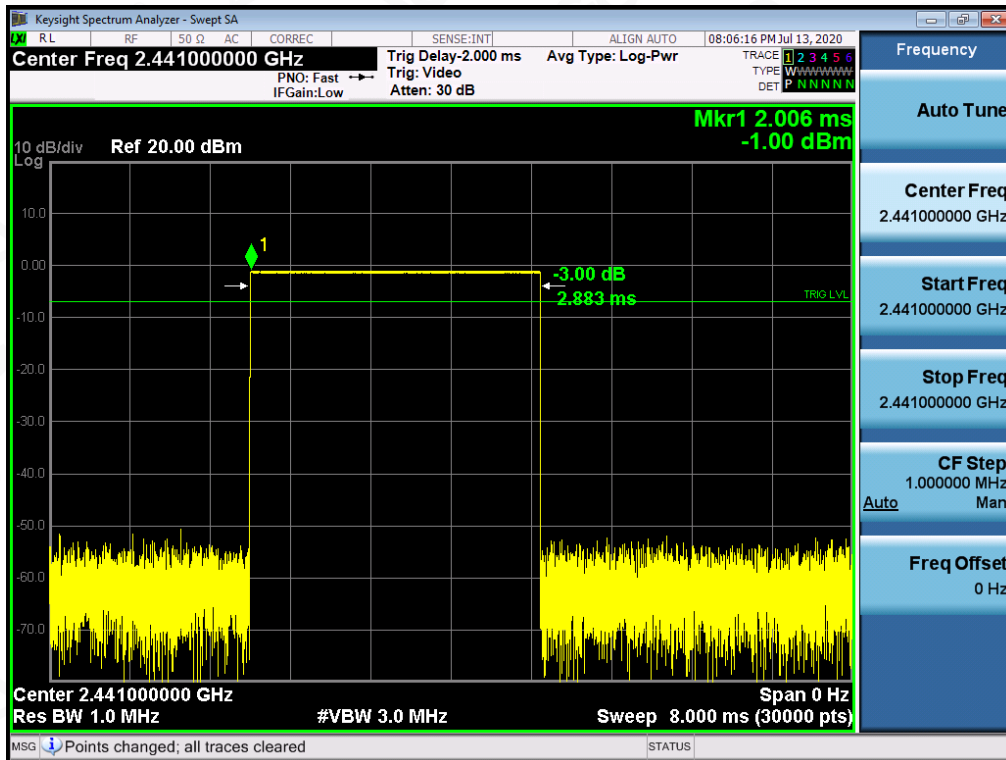 Keysight Spectrum Analyzer - Swept SA
LXI RL RF 50 Ω AC CORREC SENSE:INT ALIGN AUTO 08:06:16 PM Jul 13, 2020
Center Freq 2.441000000 GHz
PNO: Fast
IFGain:Low
Trig Delay-2.000 ms
Trig: Video
Atten: 30 dB
Avg Type: Log-Pwr
TRACE 1 2 3 4 5 6
TYPE WWWWWW
DET P N N N N N
Frequency
Mkr1 2.006 ms
-1.00 dBm
10 dB/div Ref 20.00 dBm
Log
10.0
0.00
-10.0
-20.0
-30.0
-40.0
-50.0
-60.0
-70.0
1
-3.00 dB
2.883 ms
TRIG LVL
Center 2.441000000 GHz Span 0 Hz
Res BW 1.0 MHz #VBW 3.0 MHz Sweep 8.000 ms (30000 pts)
MSG Points changed; all traces cleared STATUS
Auto Tune
Center Freq
2.441000000 GHz
Start Freq
2.441000000 GHz
Stop Freq
2.441000000 GHz
CF Step
1.000000 MHz
Auto Man
Freq Offset
0 Hz